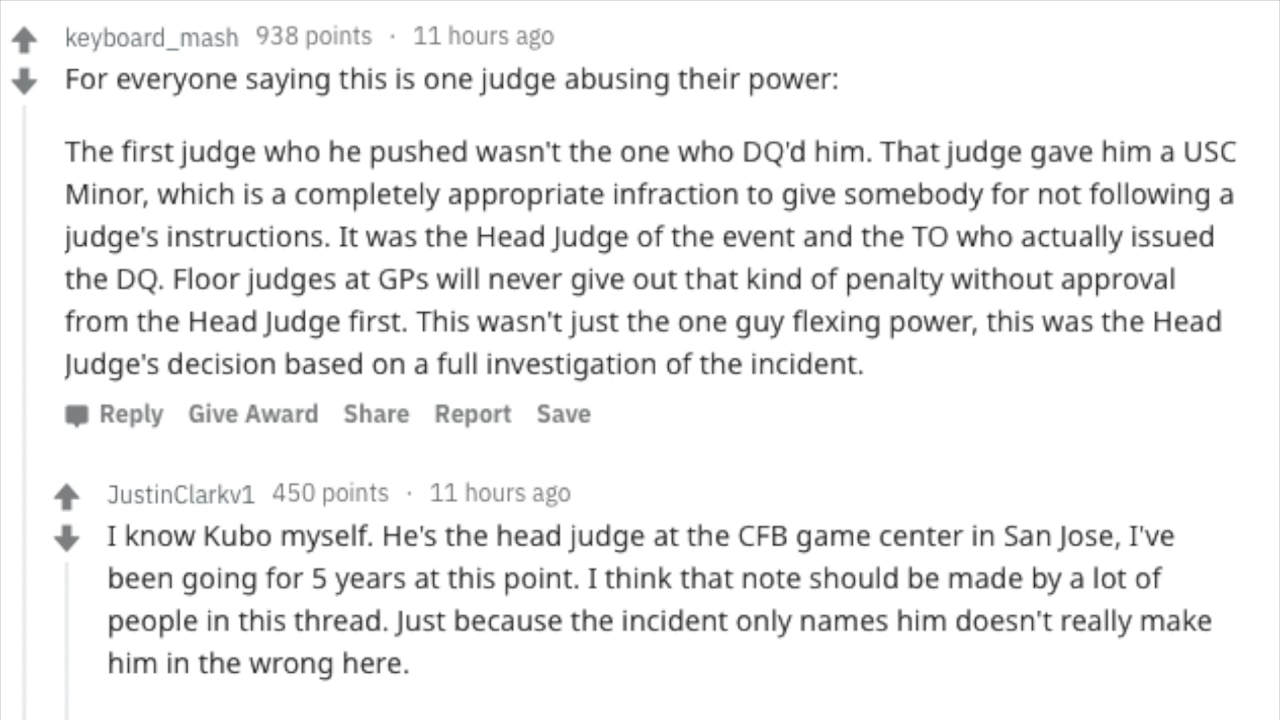 keyboard_mash 938 points · 11 hours ago
For everyone saying this is one judge abusing their power:
The first judge who he pushed wasn't the one who DQ'd him. That judge gave him a USC
Minor, which is a completely appropriate infraction to give somebody for not following a
judge's instructions. It was the Head Judge of the event and the TO who actually issued
the DQ. Floor judges at GPs will never give out that kind of penalty without approval
from the Head Judge first. This wasn't just the one guy flexing power, this was the Head
Judge's decision based on a full investigation of the incident.
Reply Give Award Share Report Save
JustinClarkv1 450 points · 11 hours ago
I know Kubo myself. He's the head judge at the CFB game center in San Jose, I've
been going for 5 years at this point. I think that note should be made by a lot of
people in this thread. Just because the incident only names him doesn't really make
him in the wrong here.